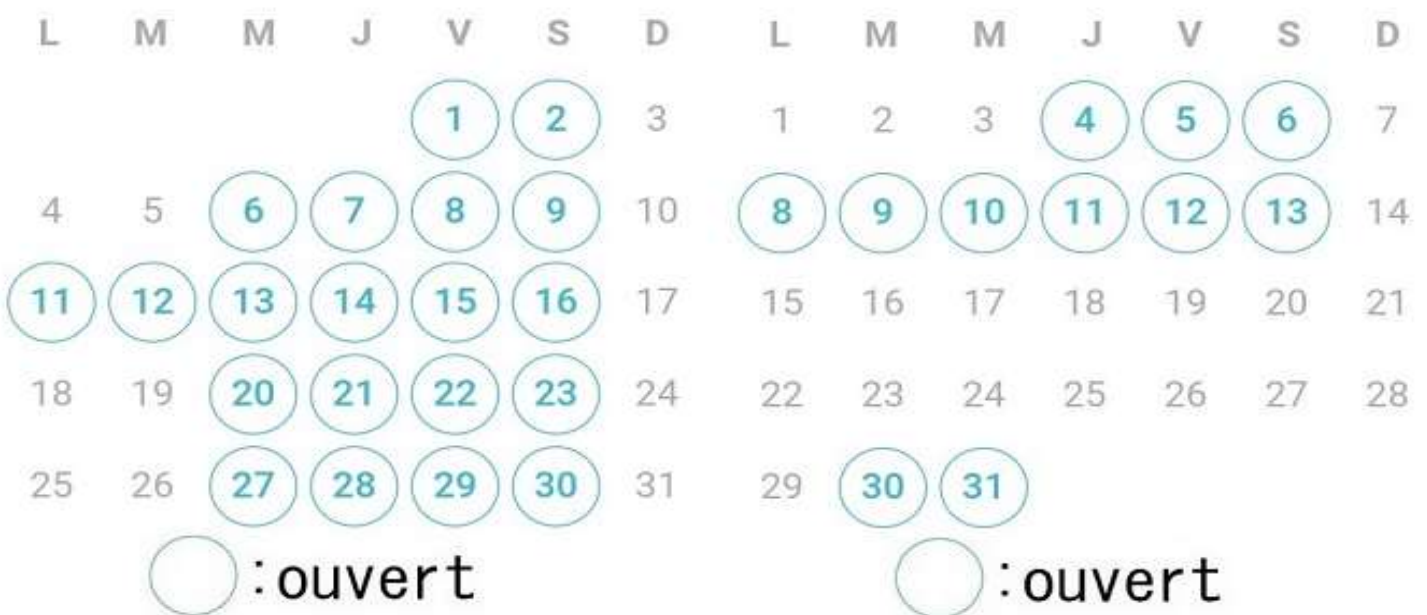 L M M J V S D
1 2 3
4 5 6 7 8 9 10
11 12 13 14 15 16 17
18 19 20 21 22 23 24
25 26 27 28 29 30 31
:ouvert
L M M J V S D
1 2 3 4 5 6 7
8 9 10 11 12 13 14
15 16 17 18 19 20 21
22 23 24 25 26 27 28
29 30 31
:ouvert